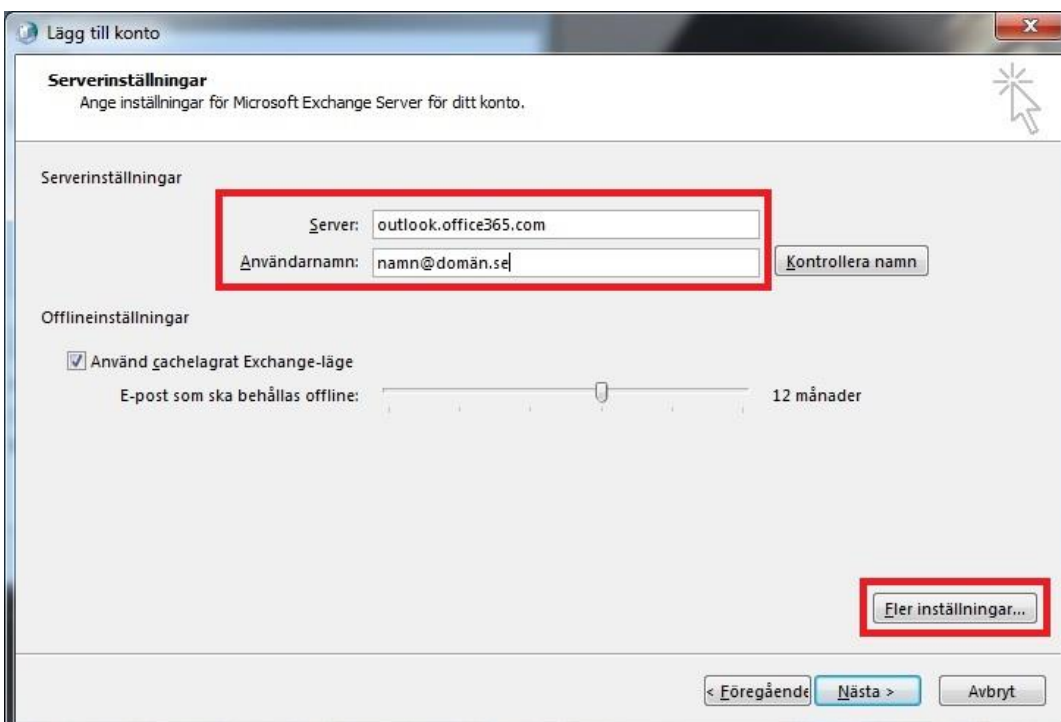 Lägg till konto
Serverinställningar
Ange inställningar för Microsoft Exchange Server för ditt konto.
Serverinställningar
Server: outlook.office365.com
Användarnamn: namn@domän.se Kontrollera namn
Offlineinställningar
Använd cachelagrat Exchange-läge
E-post som ska behållas offline: 12 månader
Fler inställningar...
< Föregående Nästa > Avbryt